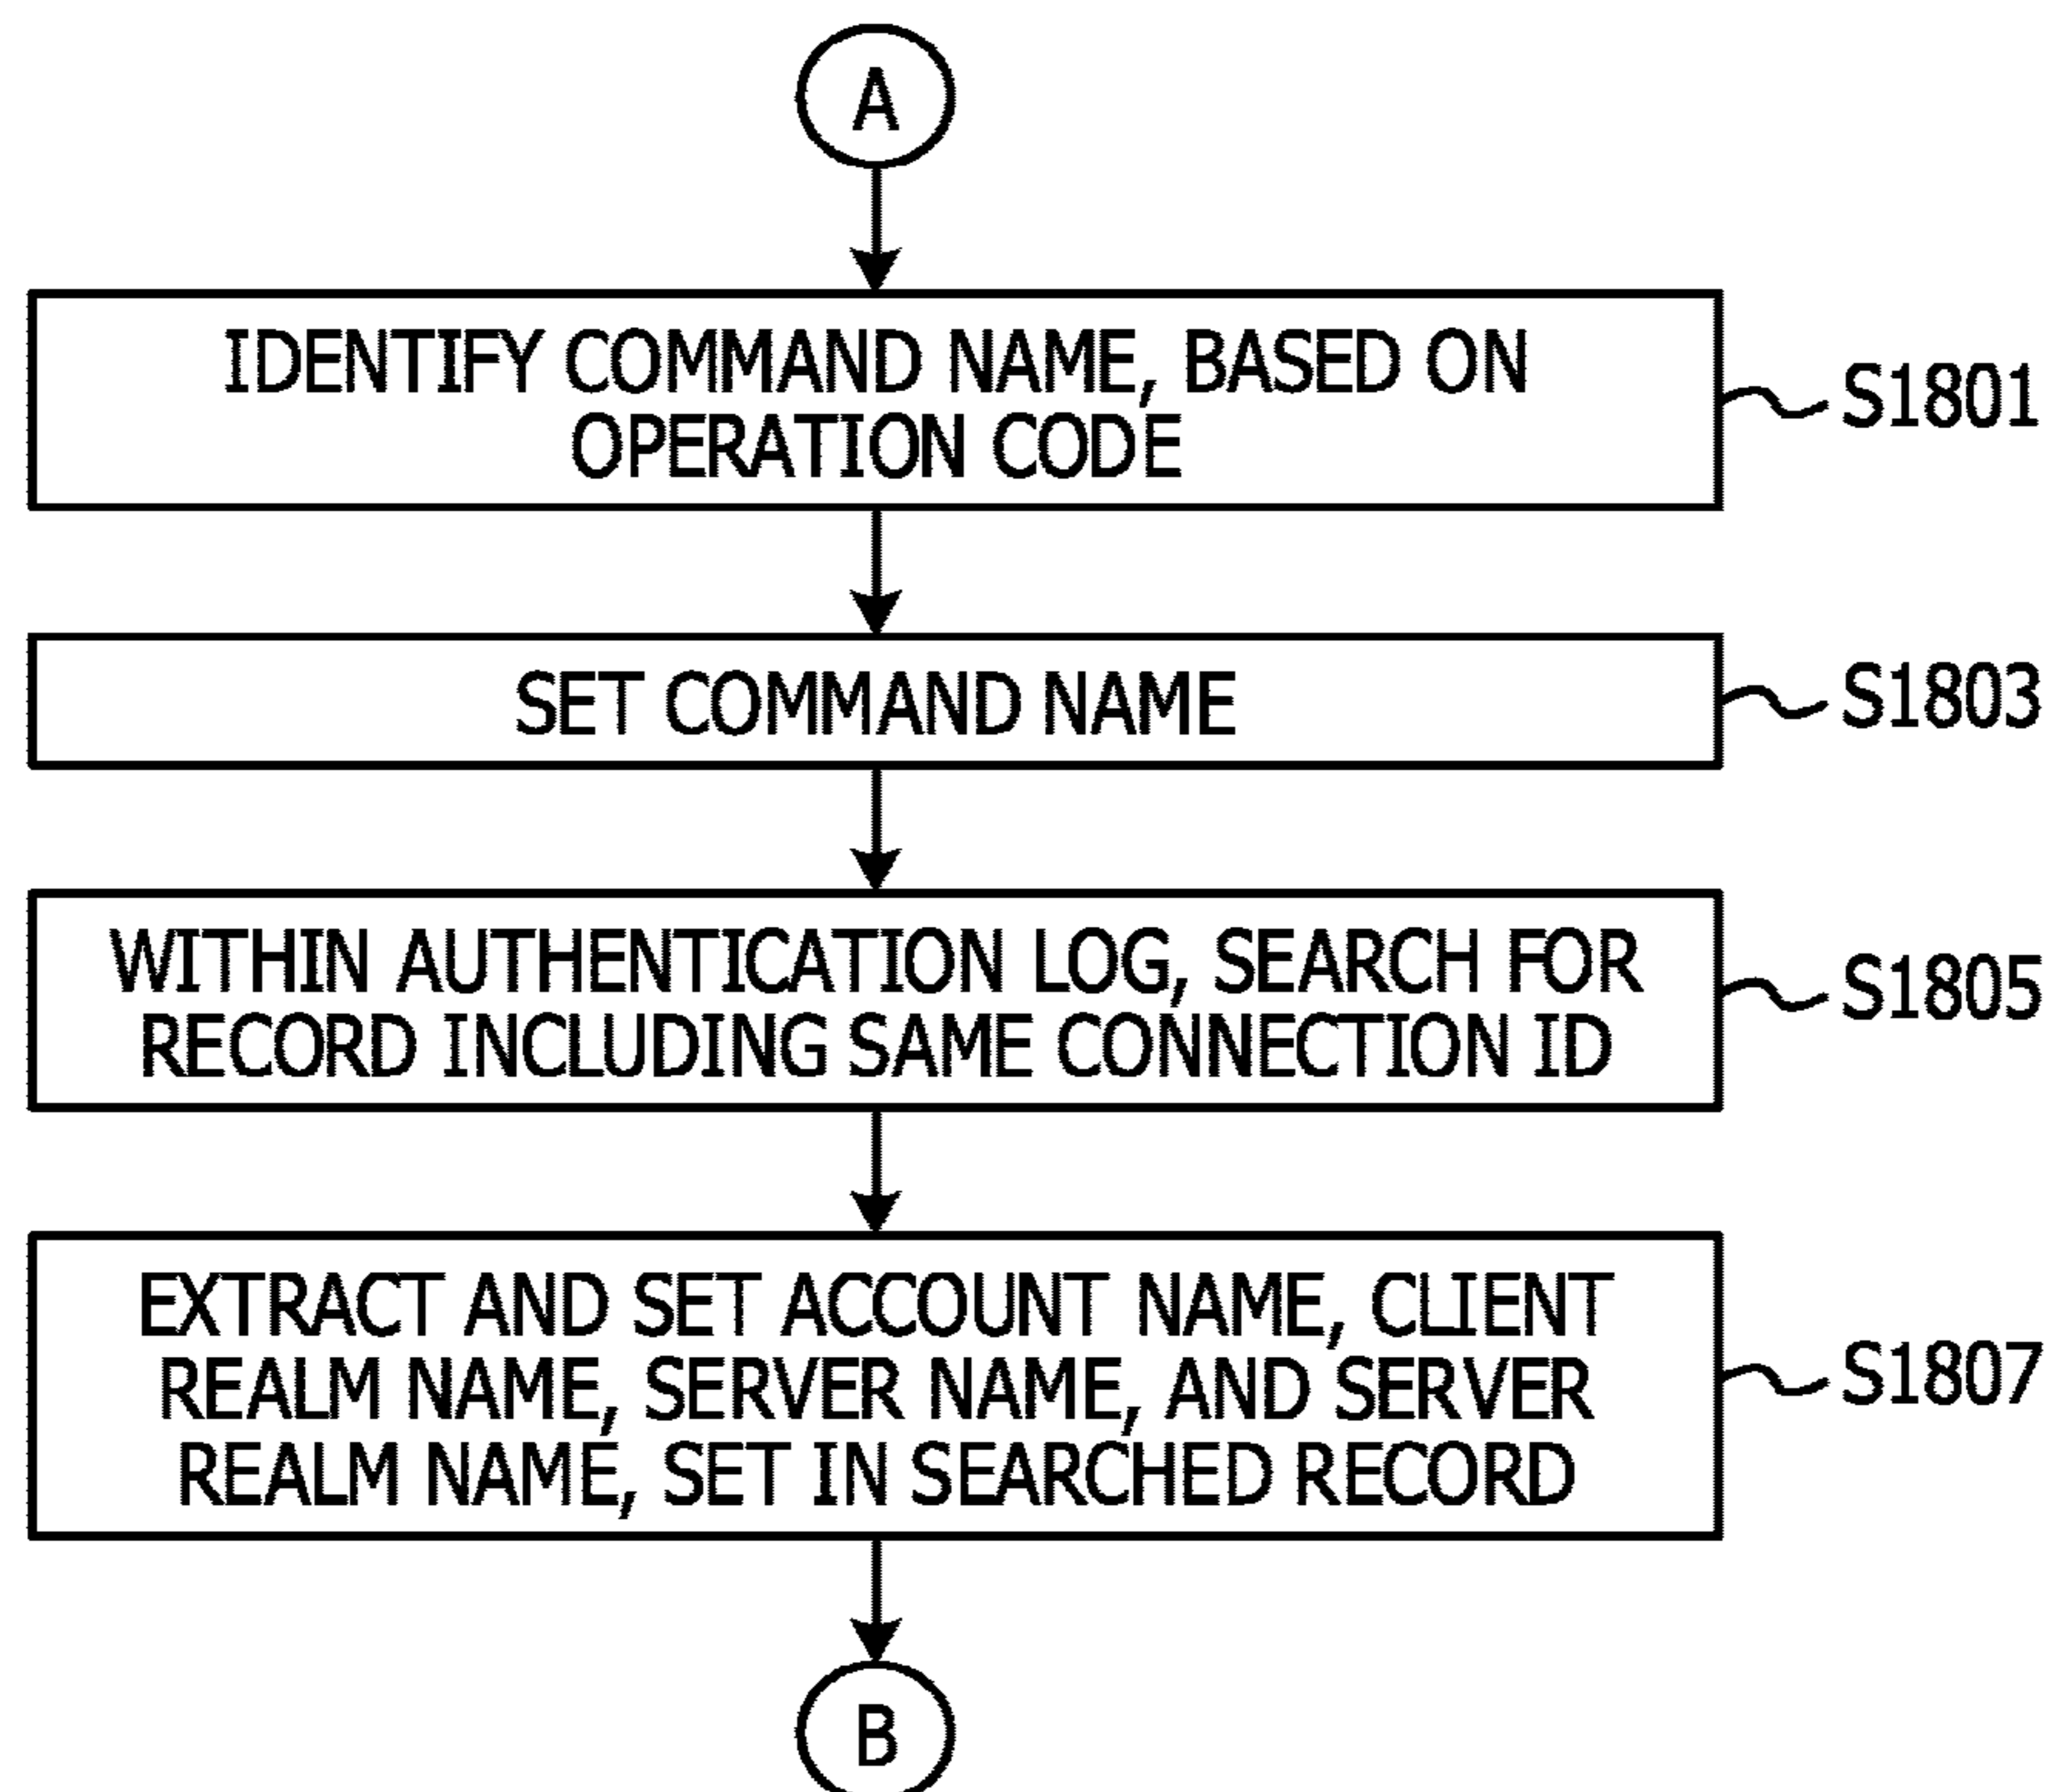 A
IDENTIFY COMMAND NAME, BASED ON
OPERATION CODE
S1801
SET COMMAND NAME
S1803
WITHIN AUTHENTICATION LOG, SEARCH FOR
RECORD INCLUDING SAME CONNECTION ID
S1805
EXTRACT AND SET ACCOUNT NAME, CLIENT
REALM NAME, SERVER NAME, AND SERVER
REALM NAME, SET IN SEARCHED RECORD
S1807
B